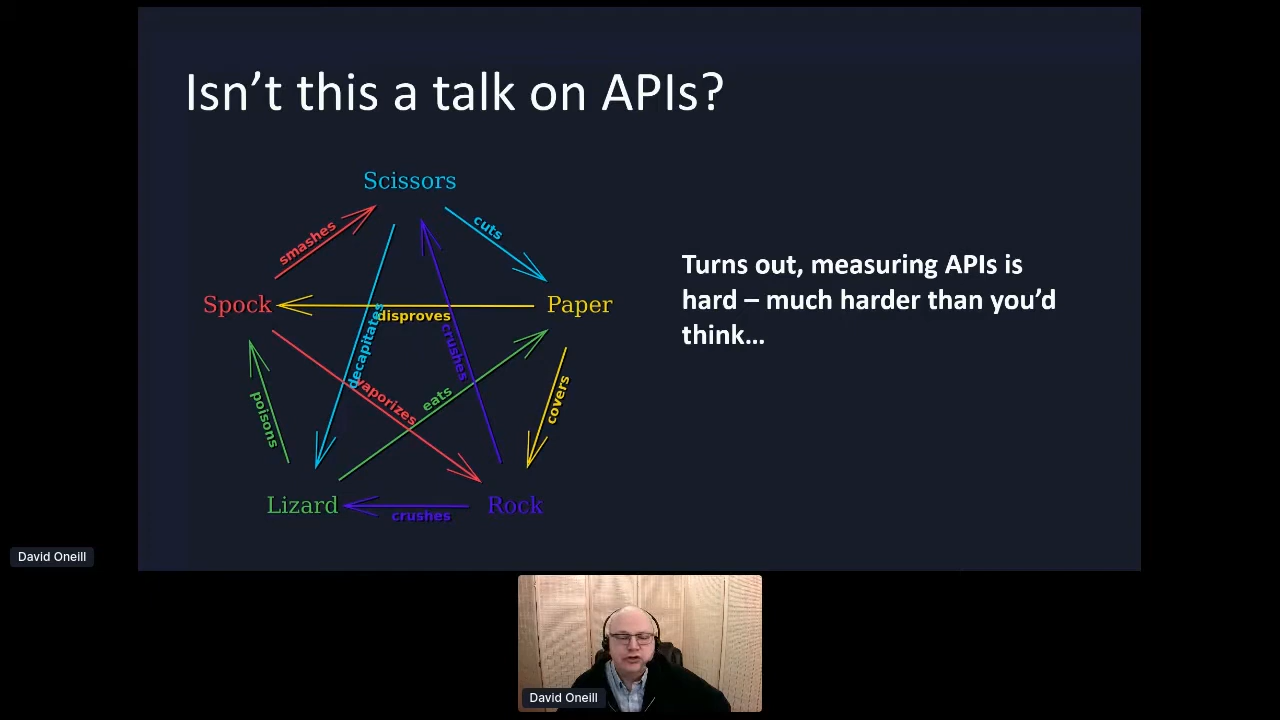 Isn't this a talk on APIs?
Scissors
smashes
cuts
Spock
disproves
Paper
decapitates
crushes
vaporizes
eats
poisons
covers
Lizard
crushes
Rock
Turns out, measuring APIs is
hard – much harder than you'd
think...
David Oneill
David Oneill